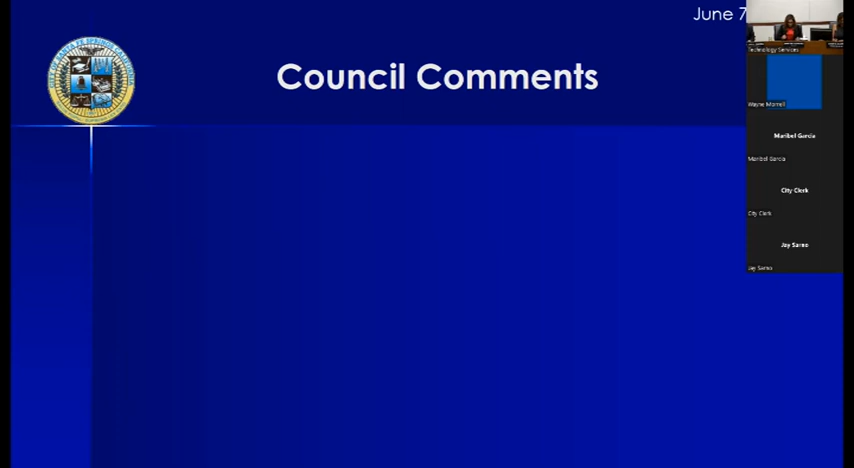 June 7
Council Comments
Technology Services
Wayne Morrell
Maribel Garcia
Maribel Garcia
City Clerk
City Clerk
Jay Sarno
Jay Sarno